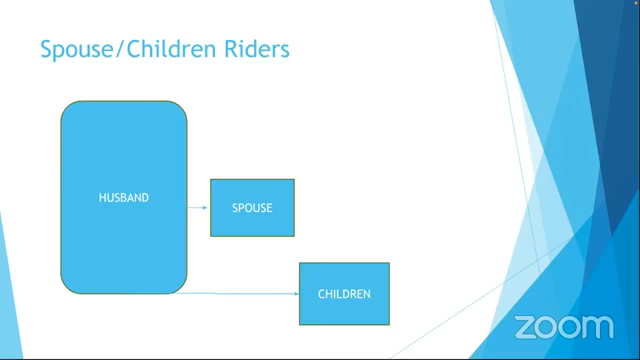 Spouse/Children Riders
HUSBAND
SPOUSE
CHILDREN
zoom